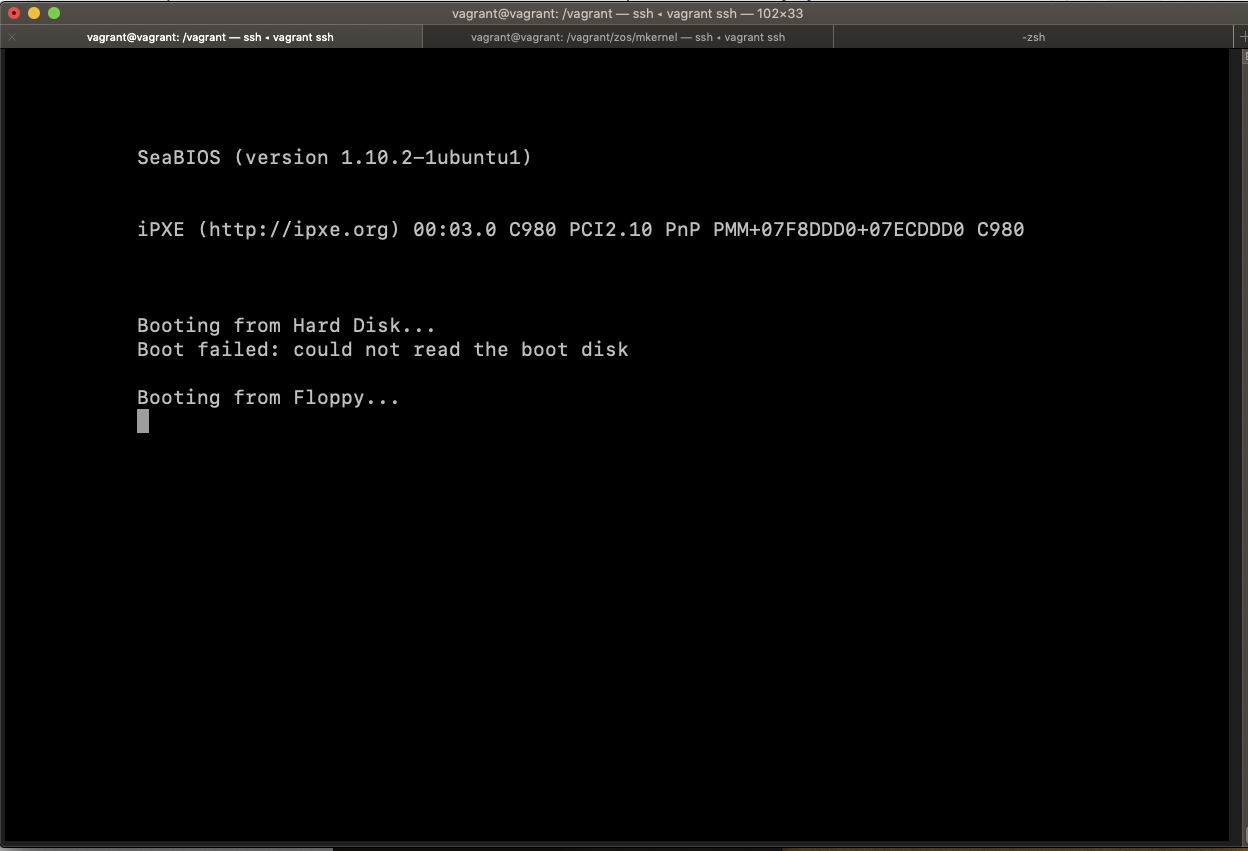 vagrant@vagrant: /vagrant — ssh ◂ vagrant ssh — 102×33
vagrant@vagrant: /vagrant — ssh ◂ vagrant ssh
vagrant@vagrant: /vagrant/zos/mkernel — ssh ◂ vagrant ssh
-zsh
SeaBIOS (version 1.10.2-1ubuntu1)
iPXE (http://ipxe.org) 00:03.0 C980 PCI2.10 PnP PMM+07F8DDD0+07ECDDD0 C980
Booting from Hard Disk...
Boot failed: could not read the boot disk
Booting from Floppy...